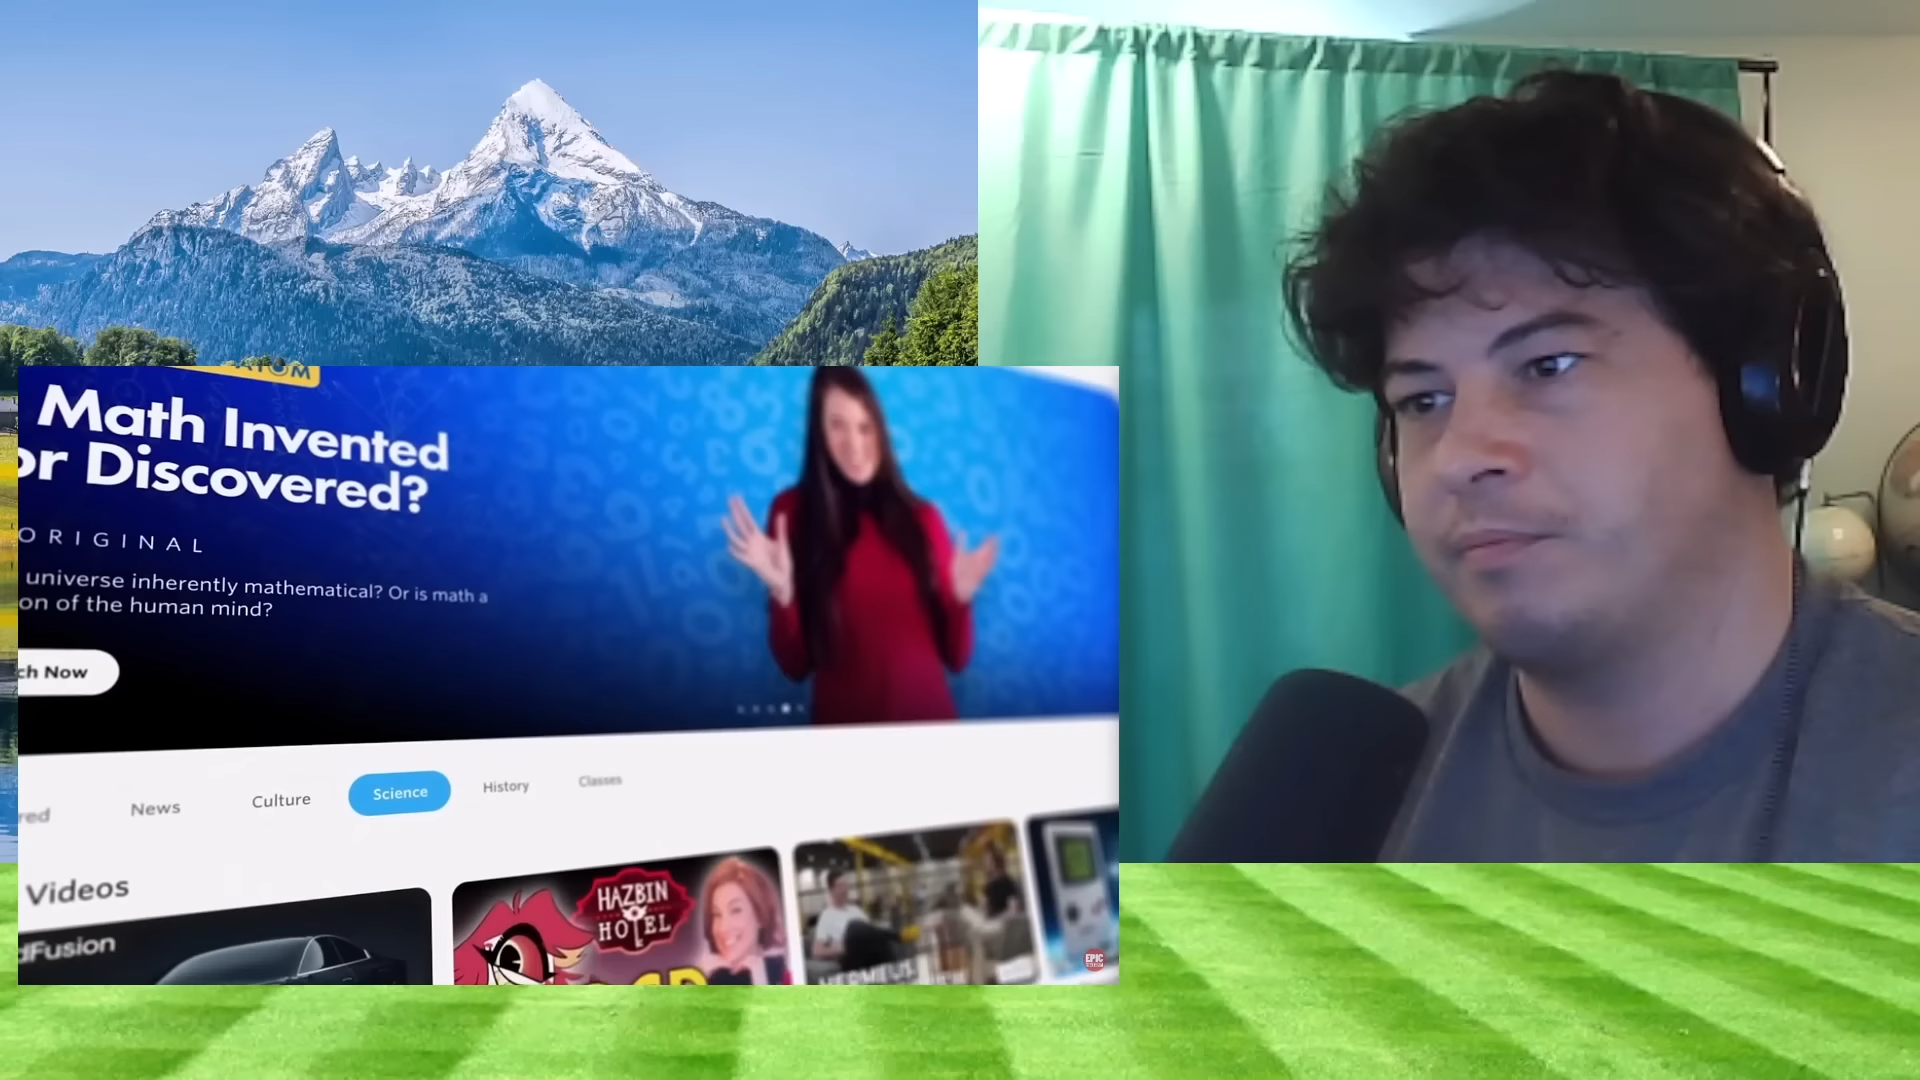 Math Invented
or Discovered?
ORIGINAL
universe inherently mathematical? Or is math a
on of the human mind?
ch Now
News
Culture
Science
History
Classes
Videos
dFusion
HAZBIN
HOTEL
EPIC